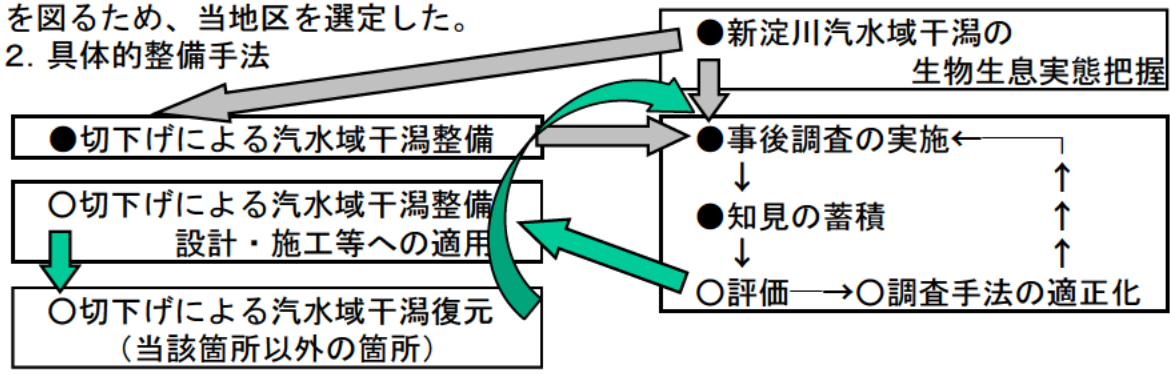 を図るため、当地区を選定した。
2．具体的整備手法
●新淀川汽水域干潟の
生物生息実態把握
●切下げによる汽水域干潟整備
●事後調査の実施←───┐
↓ ↑
〇切下げによる汽水域干潟整備
設計・施工等への適用
●知見の蓄積 ↑
↓ ↑
〇評価─→〇調査手法の適正化
〇切下げによる汽水域干潟復元
（当該箇所以外の箇所）